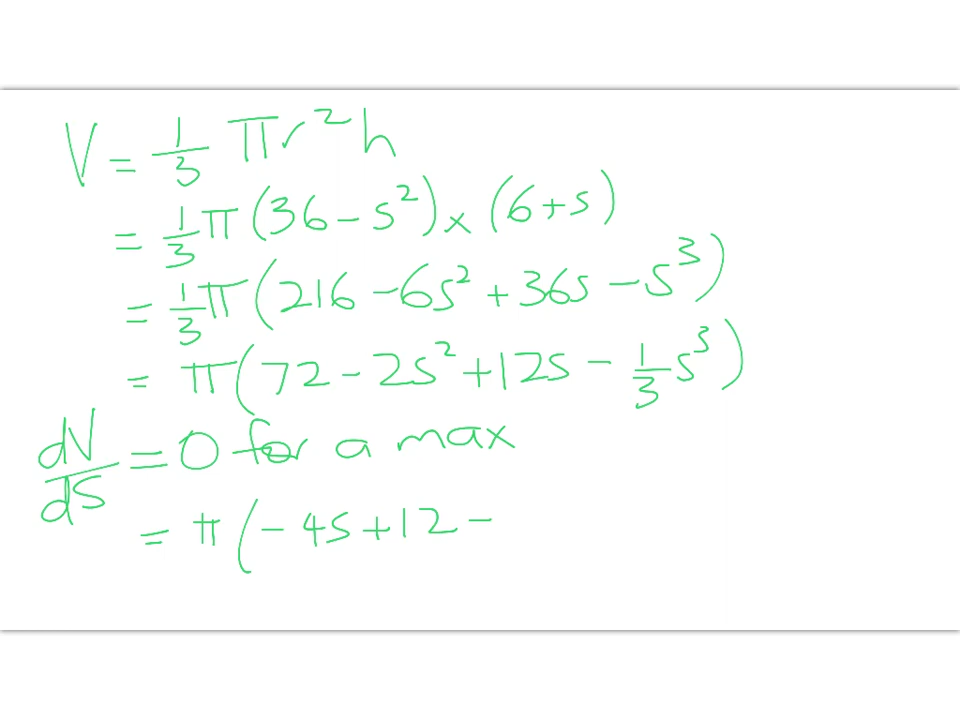 V = 1/3 πr²h
= 1/3 π(36 - s²) × (6 + s)
= 1/3 π(216 - 6s² + 36s - s³)
= π(72 - 2s² + 12s - 1/3 s³)
dV/dS = 0 for a max
= π(-4s + 12 -